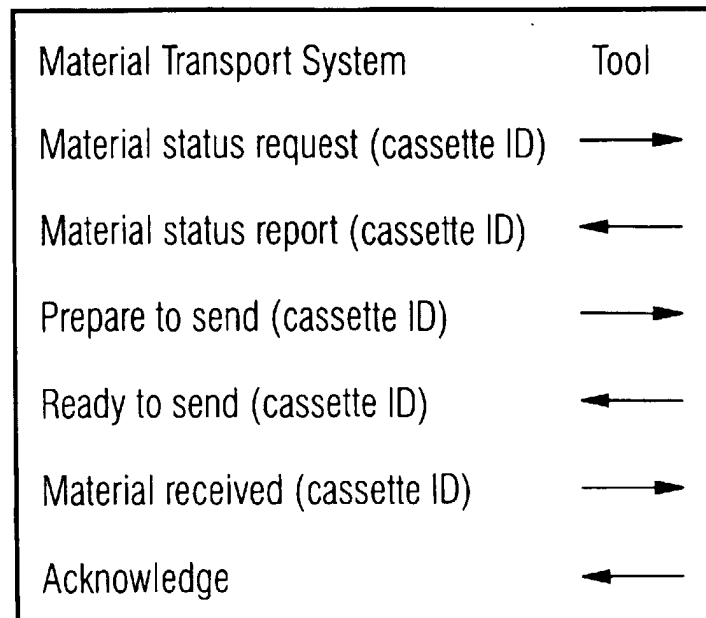 Material Transport System Tool
Material status request (cassette ID)
Material status report (cassette ID)
Prepare to send (cassette ID)
Ready to send (cassette ID)
Material received (cassette ID)
Acknowledge